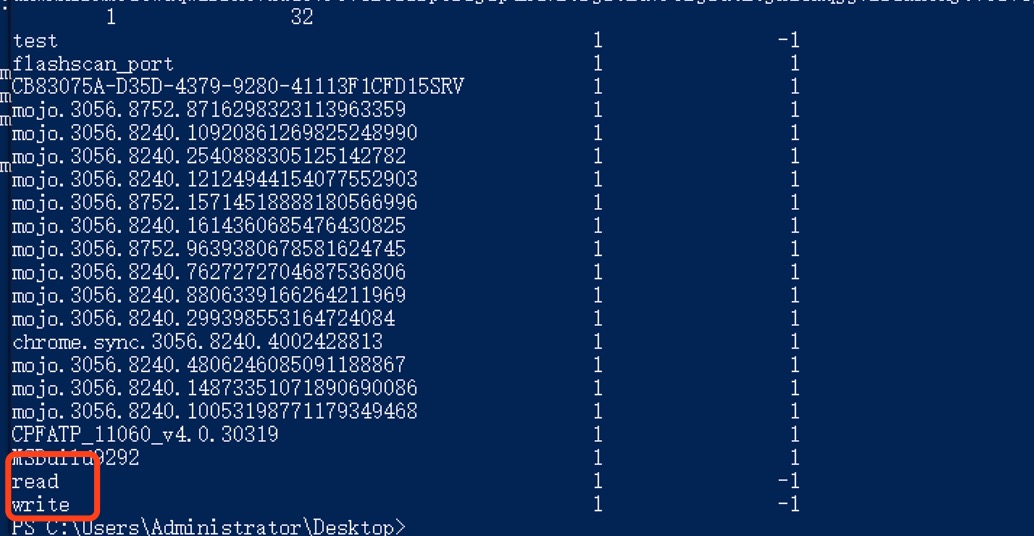 1 32
test 1 -1
flashscan_port 1 1
CB83075A-D35D-4379-9280-41113F1CFD15SRV 1 1
mojo.3056.8752.8716298323113963359 1 1
mojo.3056.8240.10920861269825248990 1 1
mojo.3056.8240.2540888305125142782 1 1
mojo.3056.8240.12124944154077552903 1 1
mojo.3056.8752.15714518888180566996 1 1
mojo.3056.8240.1614360685476430825 1 1
mojo.3056.8752.9639380678581624745 1 1
mojo.3056.8240.7627272704687536806 1 1
mojo.3056.8240.8806339166264211969 1 1
mojo.3056.8240.299398553164724084 1 1
chrome.sync.3056.8240.4002428813 1 1
mojo.3056.8240.4806246085091188867 1 1
mojo.3056.8240.14873351071890690086 1 1
mojo.3056.8240.10053198771179349468 1 1
CPFATP_11060_v4.0.30319 1 1
MSBuild9292 1 1
read 1 -1
write 1 -1
PS C:\Users\Administrator\Desktop>